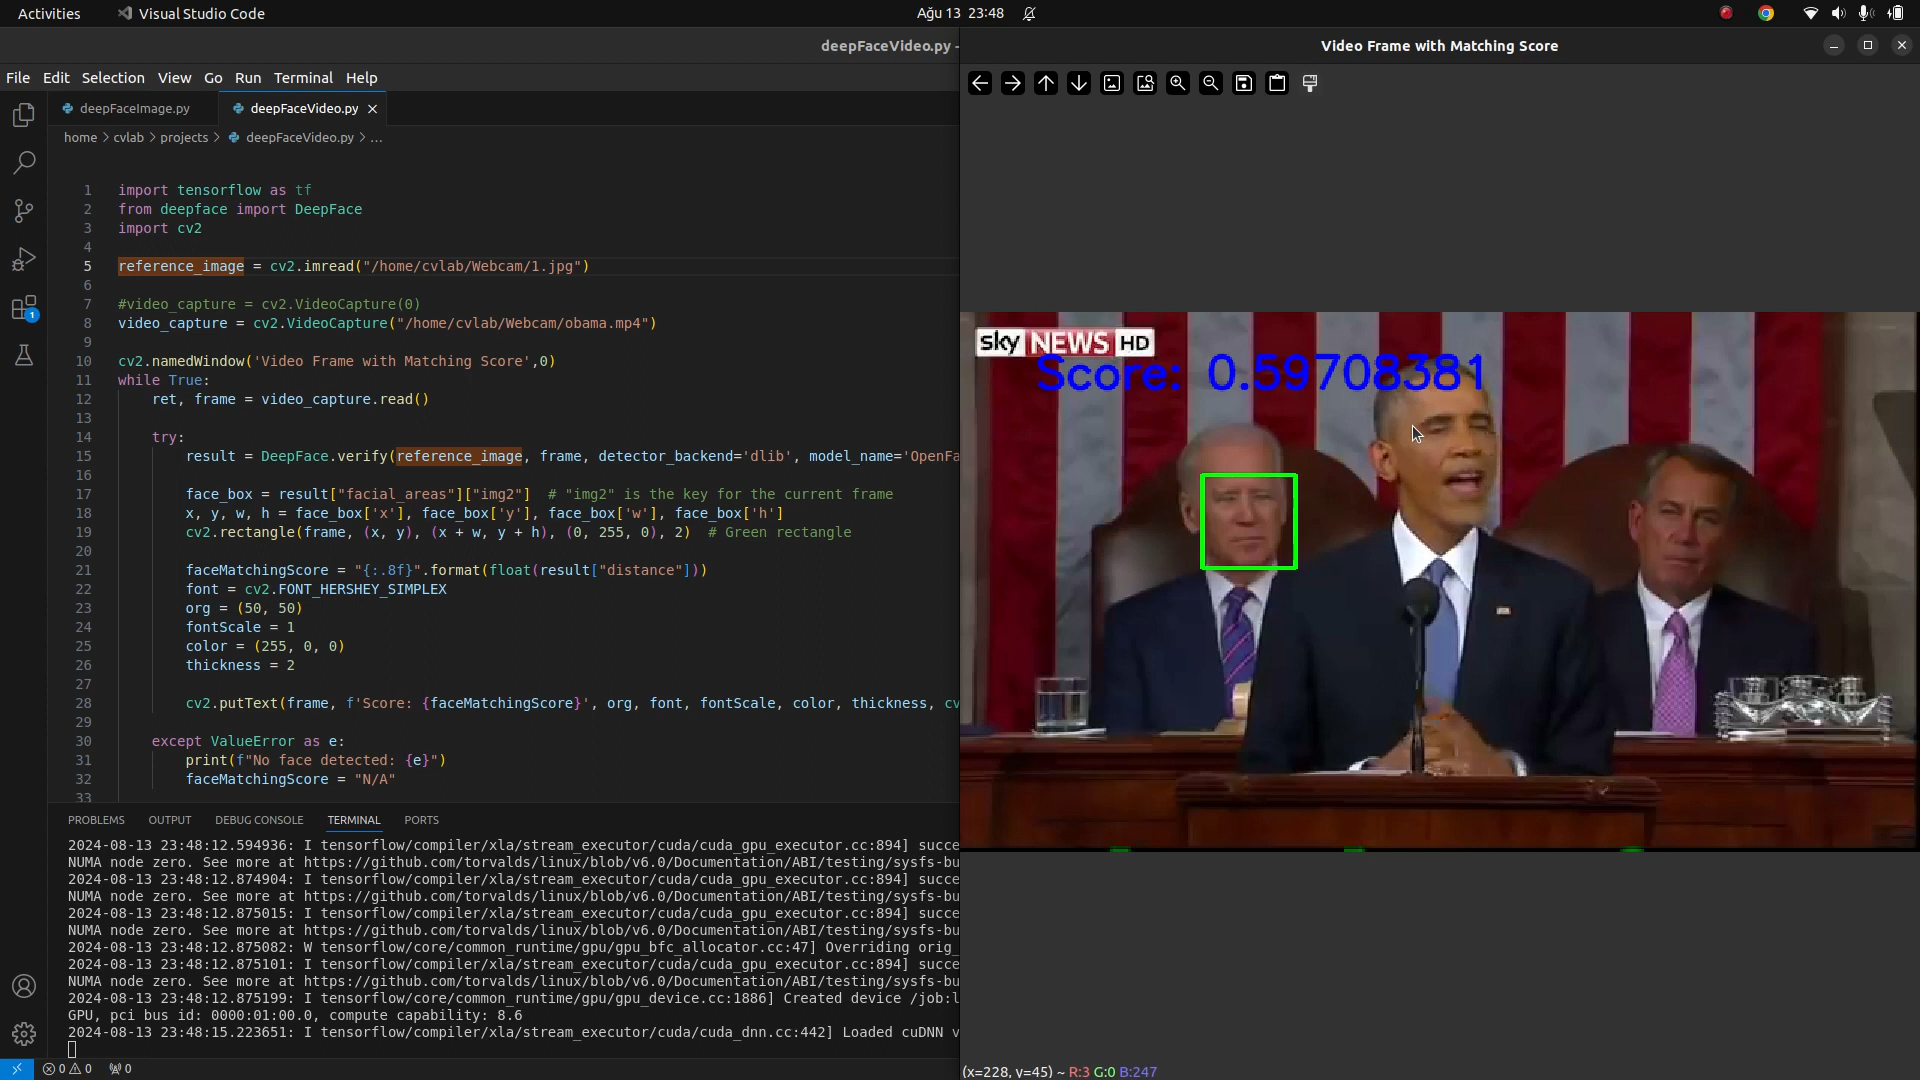 Activities
Visual Studio Code
Ağu 13 23:48
deepFaceVideo.py -
File Edit Selection View Go Run Terminal Help
deepFaceImage.py
deepFaceVideo.py
home > cvlab > projects > deepFaceVideo.py > ...
1 import tensorflow as tf
2 from deepface import DeepFace
3 import cv2
4
5 reference_image = cv2.imread("/home/cvlab/Webcam/1.jpg")
6
7 #video_capture = cv2.VideoCapture(0)
8 video_capture = cv2.VideoCapture("/home/cvlab/Webcam/obama.mp4")
9
10 cv2.namedWindow('Video Frame with Matching Score',0)
11 while True:
12 ret, frame = video_capture.read()
13
14 try:
15 result = DeepFace.verify(reference_image, frame, detector_backend='dlib', model_name='OpenFa
16
17 face_box = result["facial_areas"]["img2"] # "img2" is the key for the current frame
18 x, y, w, h = face_box['x'], face_box['y'], face_box['w'], face_box['h']
19 cv2.rectangle(frame, (x, y), (x + w, y + h), (0, 255, 0), 2) # Green rectangle
20
21 faceMatchingScore = "{:.8f}".format(float(result["distance"]))
22 font = cv2.FONT_HERSHEY_SIMPLEX
23 org = (50, 50)
24 fontScale = 1
25 color = (255, 0, 0)
26 thickness = 2
27
28 cv2.putText(frame, f'Score: {faceMatchingScore}', org, font, fontScale, color, thickness, cv
29
30 except ValueError as e:
31 print(f"No face detected: {e}")
32 faceMatchingScore = "N/A"
33
PROBLEMS OUTPUT DEBUG CONSOLE TERMINAL PORTS
2024-08-13 23:48:12.594936: I tensorflow/compiler/xla/stream_executor/cuda/cuda_gpu_executor.cc:894] succe
NUMA node zero. See more at https://github.com/torvalds/linux/blob/v6.0/Documentation/ABI/testing/sysfs-bu
2024-08-13 23:48:12.874904: I tensorflow/compiler/xla/stream_executor/cuda/cuda_gpu_executor.cc:894] succe
NUMA node zero. See more at https://github.com/torvalds/linux/blob/v6.0/Documentation/ABI/testing/sysfs-bu
2024-08-13 23:48:12.875015: I tensorflow/compiler/xla/stream_executor/cuda/cuda_gpu_executor.cc:894] succe
NUMA node zero. See more at https://github.com/torvalds/linux/blob/v6.0/Documentation/ABI/testing/sysfs-bu
2024-08-13 23:48:12.875082: W tensorflow/core/common_runtime/gpu/gpu_bfc_allocator.cc:47] Overriding orig_
2024-08-13 23:48:12.875101: I tensorflow/compiler/xla/stream_executor/cuda/cuda_gpu_executor.cc:894] succe
NUMA node zero. See more at https://github.com/torvalds/linux/blob/v6.0/Documentation/ABI/testing/sysfs-bu
2024-08-13 23:48:12.875199: I tensorflow/core/common_runtime/gpu/gpu_device.cc:1886] Created device /job:l
GPU, pci bus id: 0000:01:00.0, compute capability: 8.6
2024-08-13 23:48:15.223651: I tensorflow/compiler/xla/stream_executor/cuda/cuda_dnn.cc:442] Loaded cuDNN v
0 0 0
1
Video Frame with Matching Score
sky NEWS HD
Score: 0.59708381
(x=228, y=45) ~ R:3 G:0 B:247